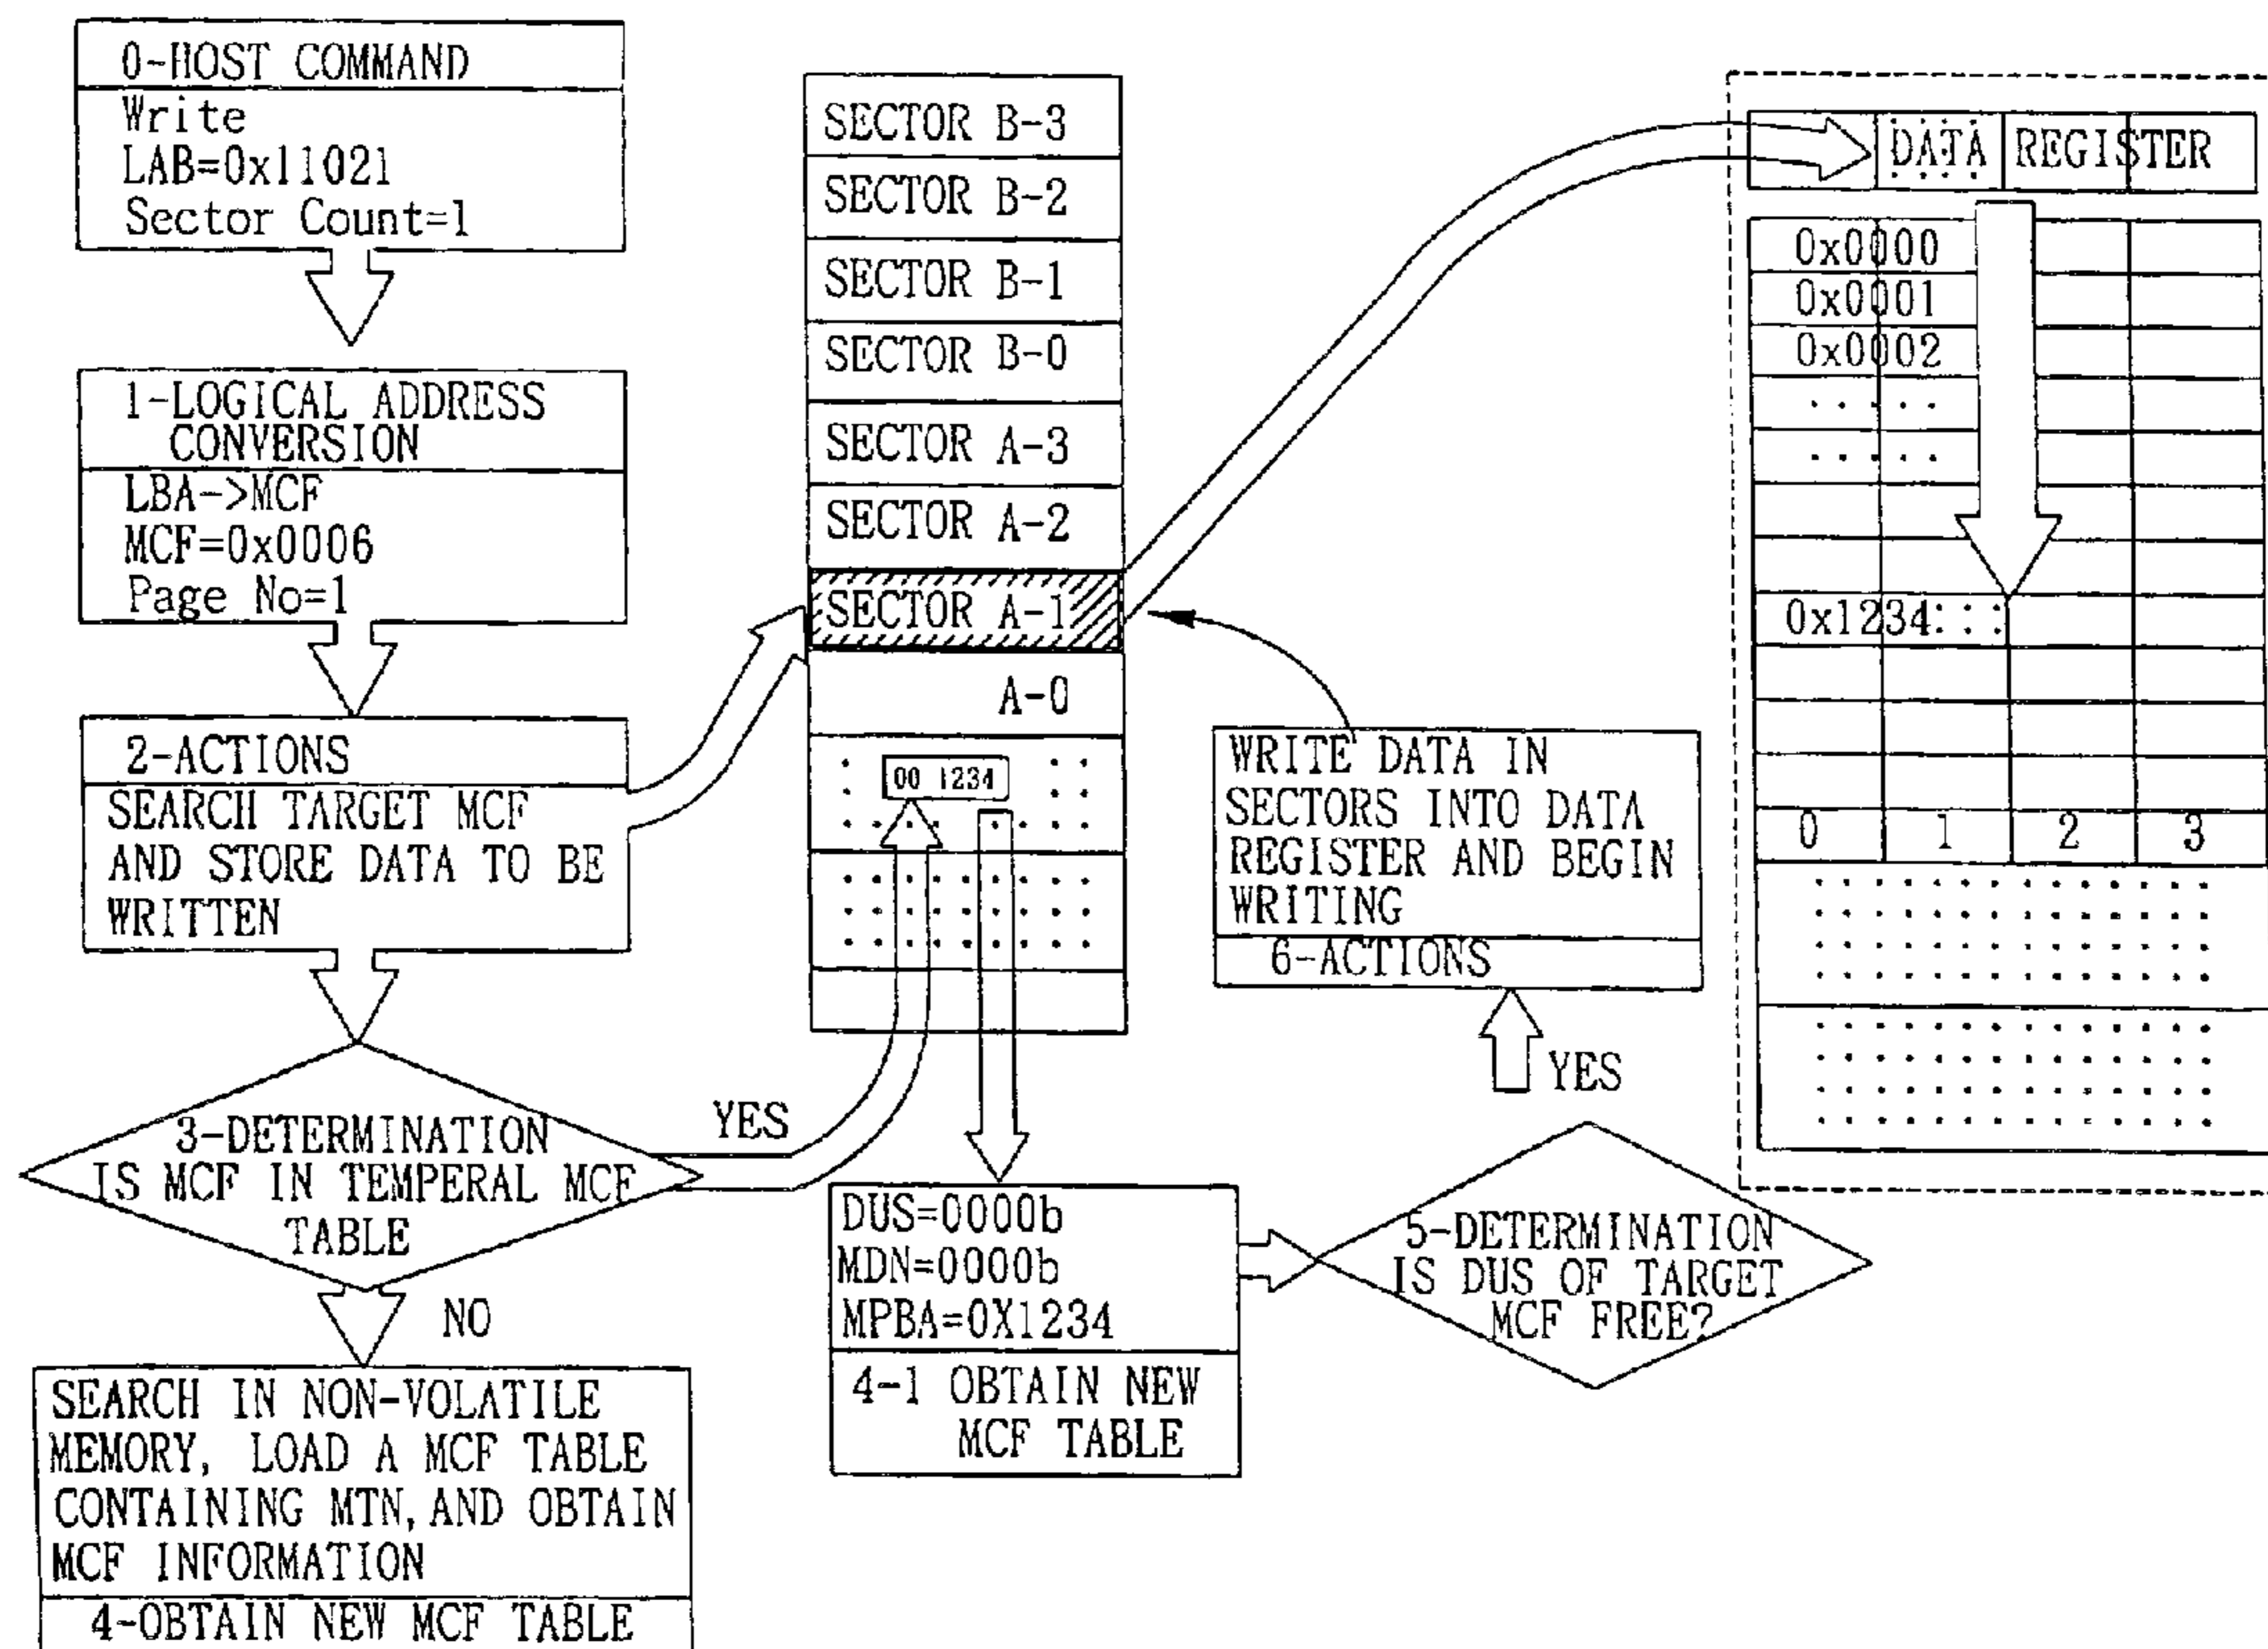 0-HOST COMMAND
Write
LAB=0x11021
Sector Count=1
1-LOGICAL ADDRESS
CONVERSION
LBA->MCF
MCF=0x0006
Page No=1
2-ACTIONS
SEARCH TARGET MCF
AND STORE DATA TO BE
WRITTEN
3-DETERMINATION
IS MCF IN TEMPERAL MCF
TABLE
YES
NO
SEARCH IN NON-VOLATILE
MEMORY, LOAD A MCF TABLE
CONTAINING MTN, AND OBTAIN
MCF INFORMATION
4-OBTAIN NEW MCF TABLE
SECTOR B-3
SECTOR B-2
SECTOR B-1
SECTOR B-0
SECTOR A-3
SECTOR A-2
SECTOR A-1
A-0
00 1234
DUS=0000b
MDN=0000b
MPBA=0X1234
4-1 OBTAIN NEW
MCF TABLE
5-DETERMINATION
IS DUS OF TARGET
MCF FREE?
YES
WRITE DATA IN
SECTORS INTO DATA
REGISTER AND BEGIN
WRITING
6-ACTIONS
DATA REGISTER
0x0000
0x0001
0x0002
0x1234
0 1 2 3